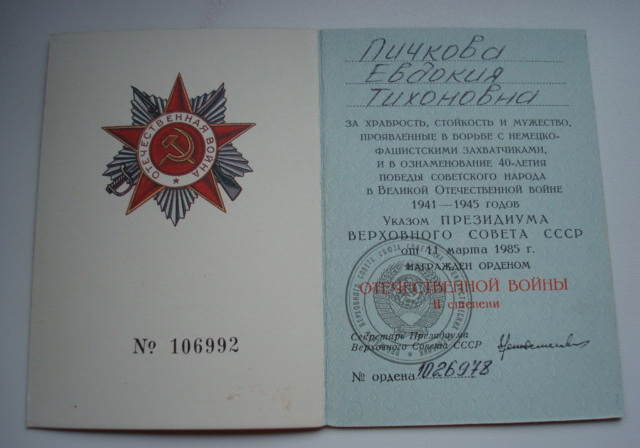 ОТЕЧЕСТВЕННАЯ ВОЙНА
№ 106992
Пичкова
Евдокия
Тихоновна
ЗА ХРАБРОСТЬ, СТОЙКОСТЬ И МУЖЕСТВО,
ПРОЯВЛЕННЫЕ В БОРЬБЕ С НЕМЕЦКО-
ФАШИСТСКИМИ ЗАХВАТЧИКАМИ,
И В ОЗНАМЕНОВАНИЕ 40-ЛЕТИЯ
ПОБЕДЫ СОВЕТСКОГО НАРОДА
В ВЕЛИКОЙ ОТЕЧЕСТВЕННОЙ ВОЙНЕ
1941—1945 ГОДОВ
УКАЗОМ ПРЕЗИДИУМА
ВЕРХОВНОГО СОВЕТА СССР
от 11 марта 1985 г.
НАГРАЖДЕН ОРДЕНОМ
ОТЕЧЕСТВЕННОЙ ВОЙНЫ
II степени
Секретарь Президиума
Верховного Совета СССР
№ ордена 1026978